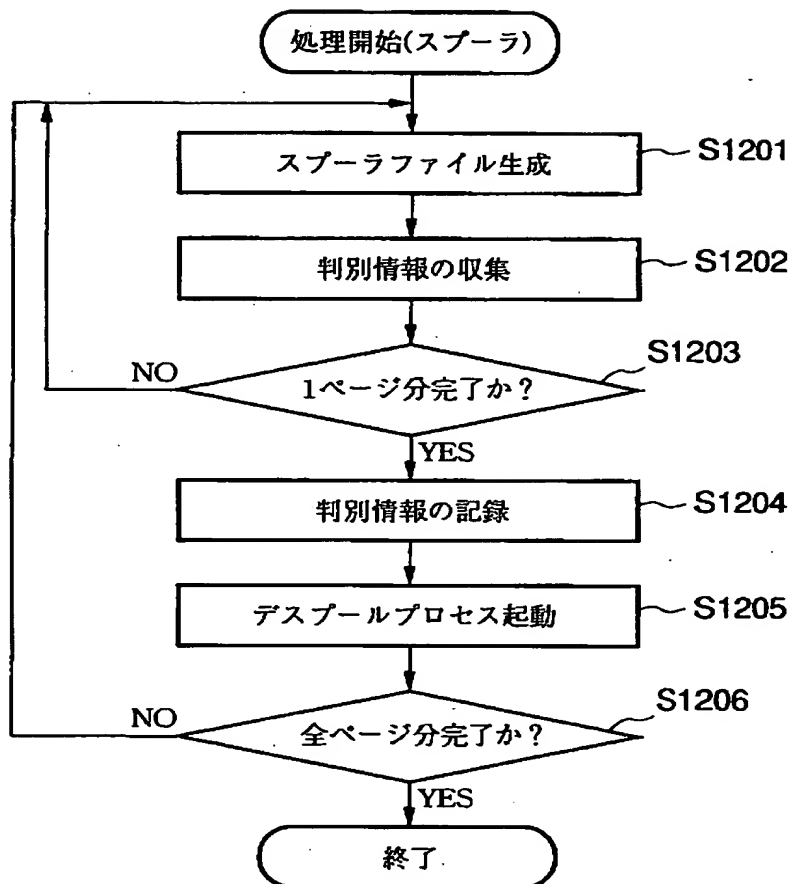 処理開始(スプーラ)
スプーラファイル生成
S1201
判別情報の収集
S1202
1ページ分完了か?
S1203
NO
YES
判別情報の記録
S1204
デスプールプロセス起動
S1205
全ページ分完了か?
S1206
NO
YES
終了